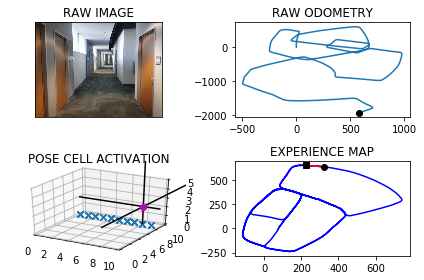 RAW IMAGE
RAW ODOMETRY
0
−1000
−2000
−500 0 500 1000
POSE CELL ACTIVATION
0 2 4 6 8 10
0 2 4 6 8 10
0 1 2 3 4 5
EXPERIENCE MAP
500
250
0
−250
0 200 400 600